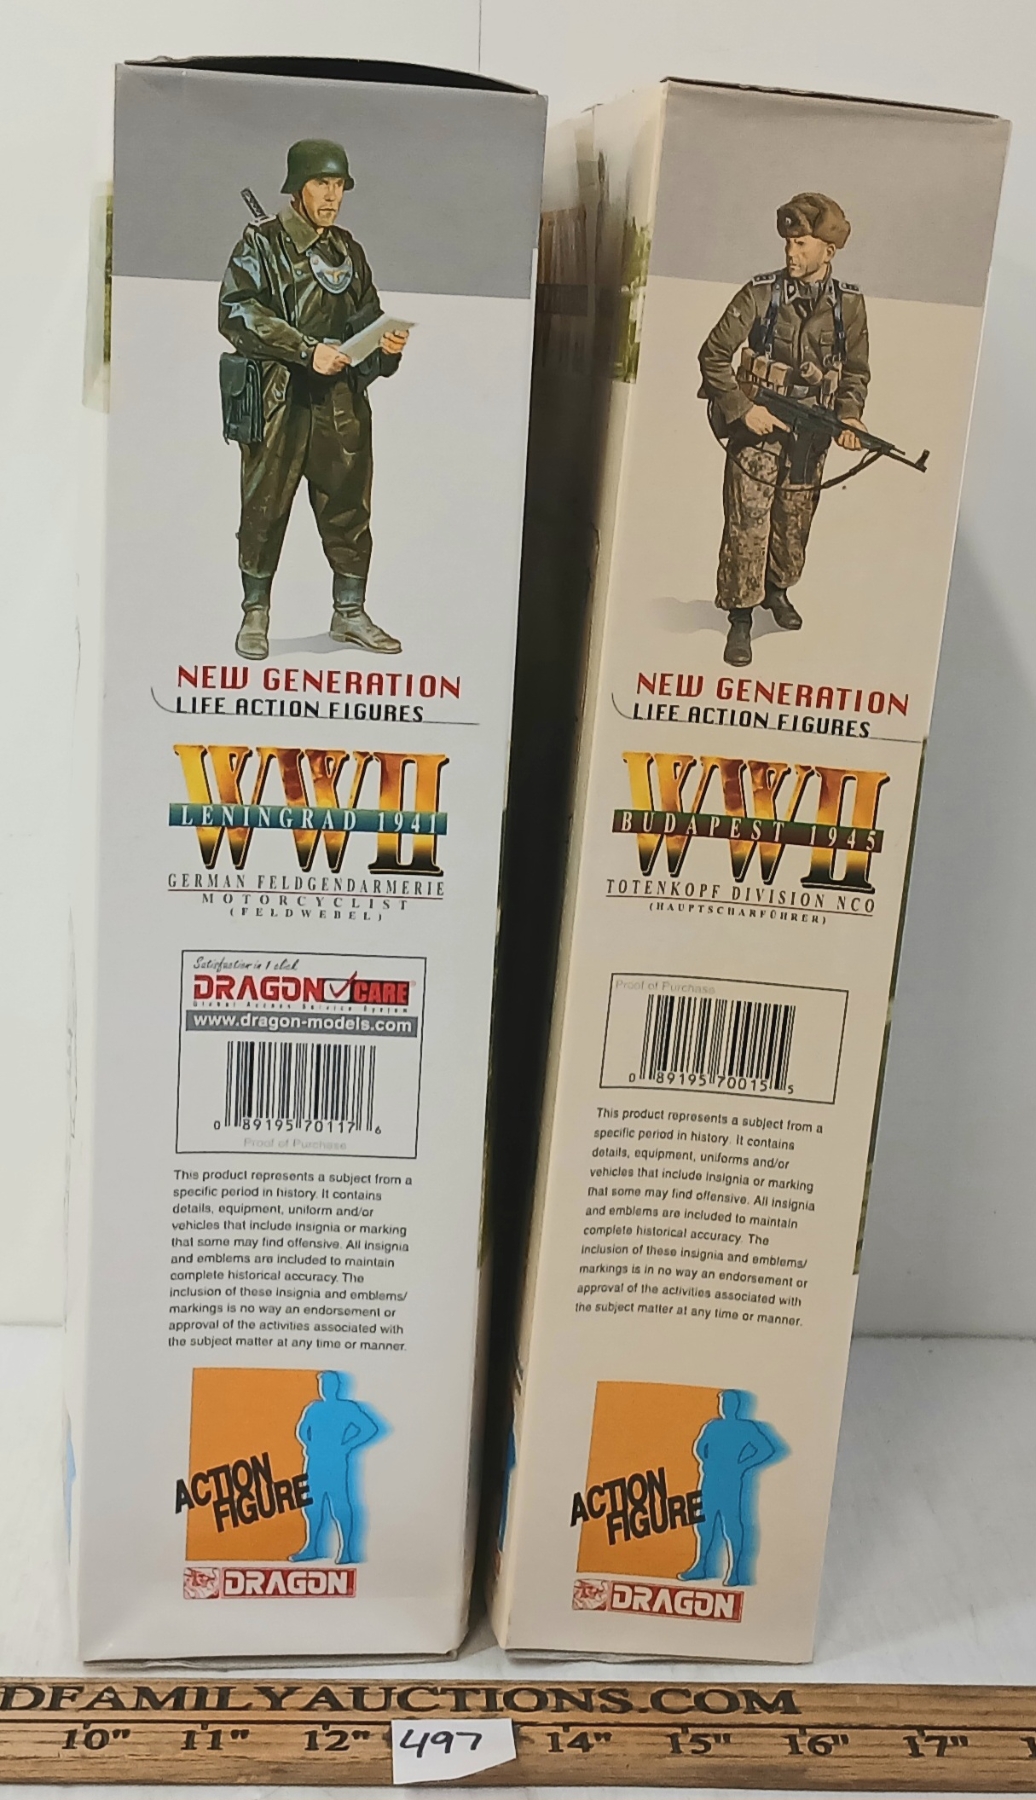 NEW GENERATION
LIFE ACTION FIGURES
WWII
LENINGRAD 1941
GERMAN FELDGENDARMERIE
MOTORCYCLIST
(FELDWEBEL)
Satisfaction in 1 click
DRAGON CARE
Global Access Service System
www.dragon-models.com
0 89195 70117 6
Proof of Purchase
This product represents a subject from a
specific period in history. It contains
details, equipment, uniform and/or
vehicles that include insignia or marking
that some may find offensive. All insignia
and emblems are included to maintain
complete historical accuracy. The
inclusion of these insignia and emblems/
markings is no way an endorsement or
approval of the activities associated with
the subject matter at any time or manner.
ACTION
FIGURE
DRAGON
NEW GENERATION
LIFE ACTION FIGURES
WWII
BUDAPEST 1945
TOTENKOPF DIVISION NCO
(HAUPTSCHARFÜHRER)
Proof of Purchase
0 89195 70015 5
This product represents a subject from a
specific period in history. It contains
details, equipment, uniforms and/or
vehicles that include insignia or marking
that some may find offensive. All insignia
and emblems are included to maintain
complete historical accuracy. The
inclusion of these insignia and emblems/
markings is in no way an endorsement or
approval of the activities associated with
the subject matter at any time or manner.
ACTION
FIGURE
DRAGON
DFAMILYAUCTIONS.COM
10" 11" 12" 497 14" 15" 16" 17"